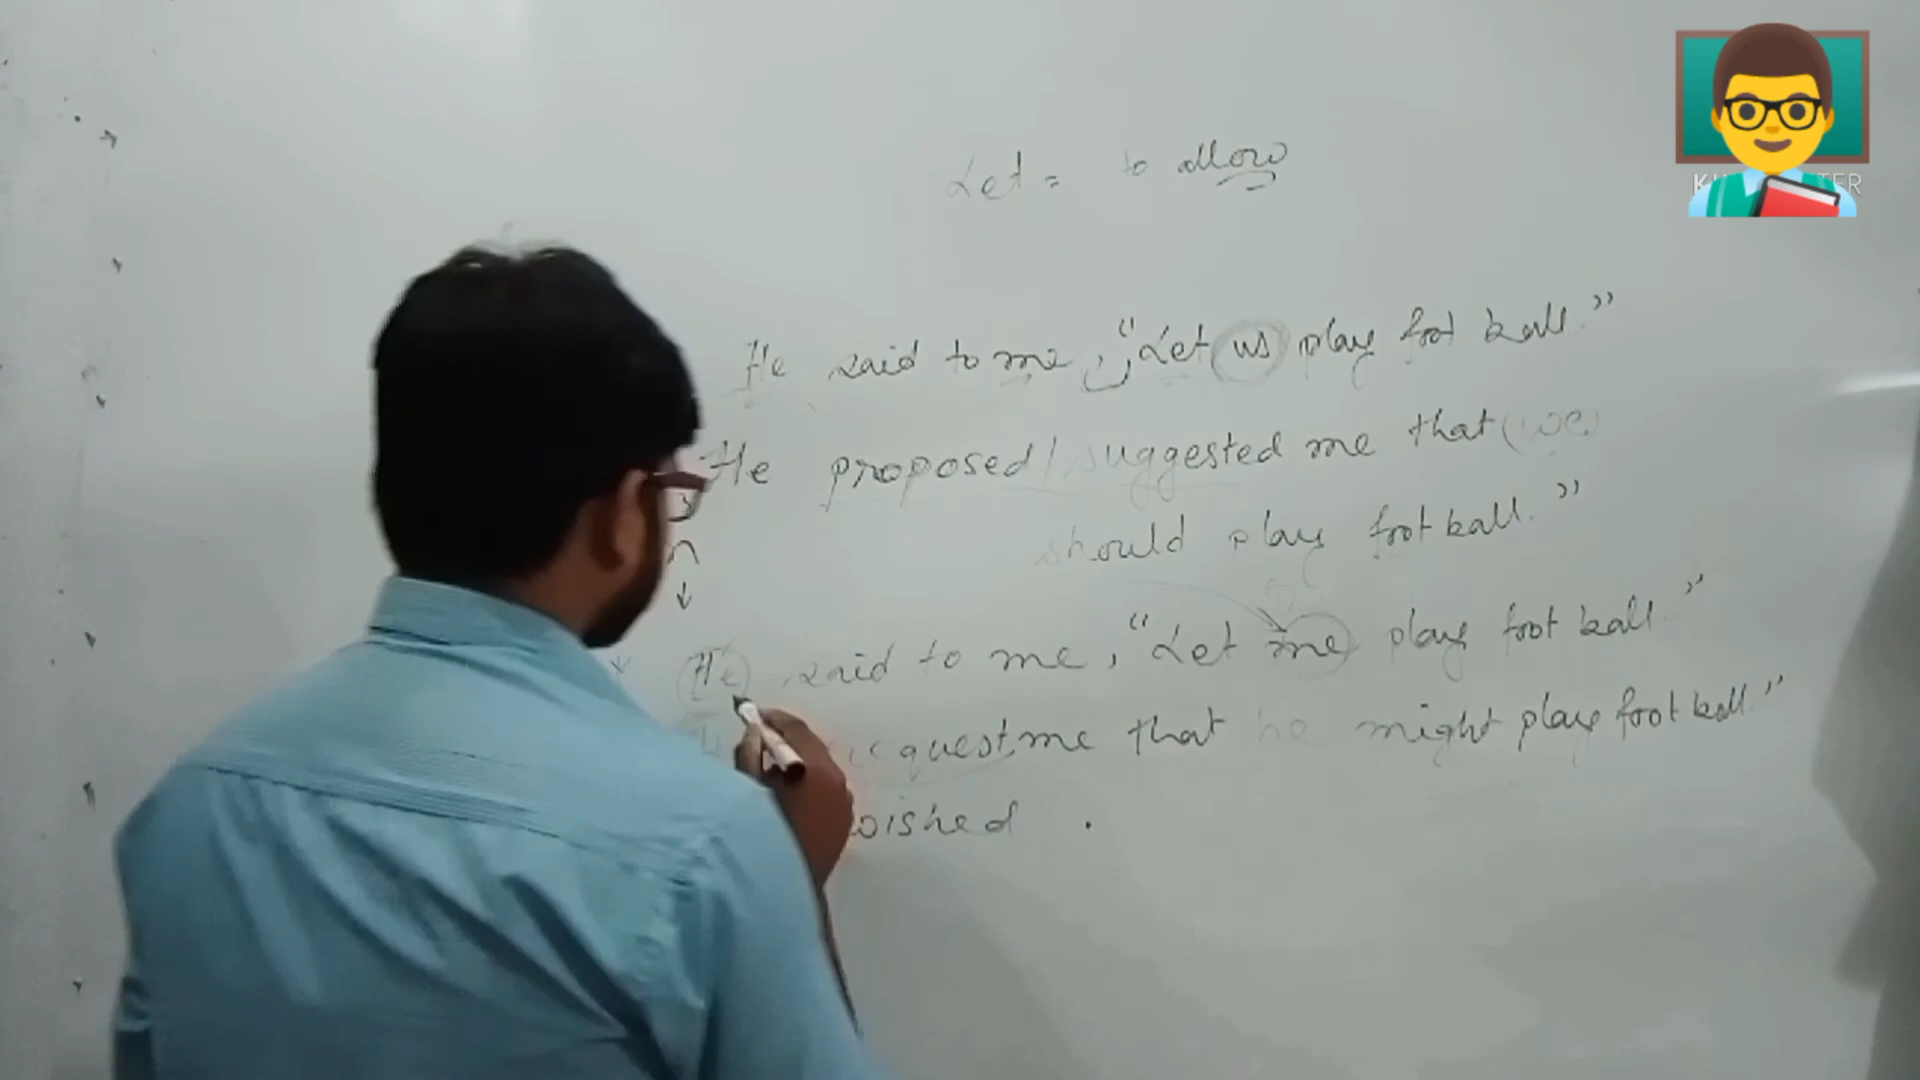 Let = to allow
He said to me, "Let us play foot ball."
He proposed/suggested me that (we)
should play foot ball."
He said to me, "Let me play foot ball."
quest me that he might play foot ball."
wished .